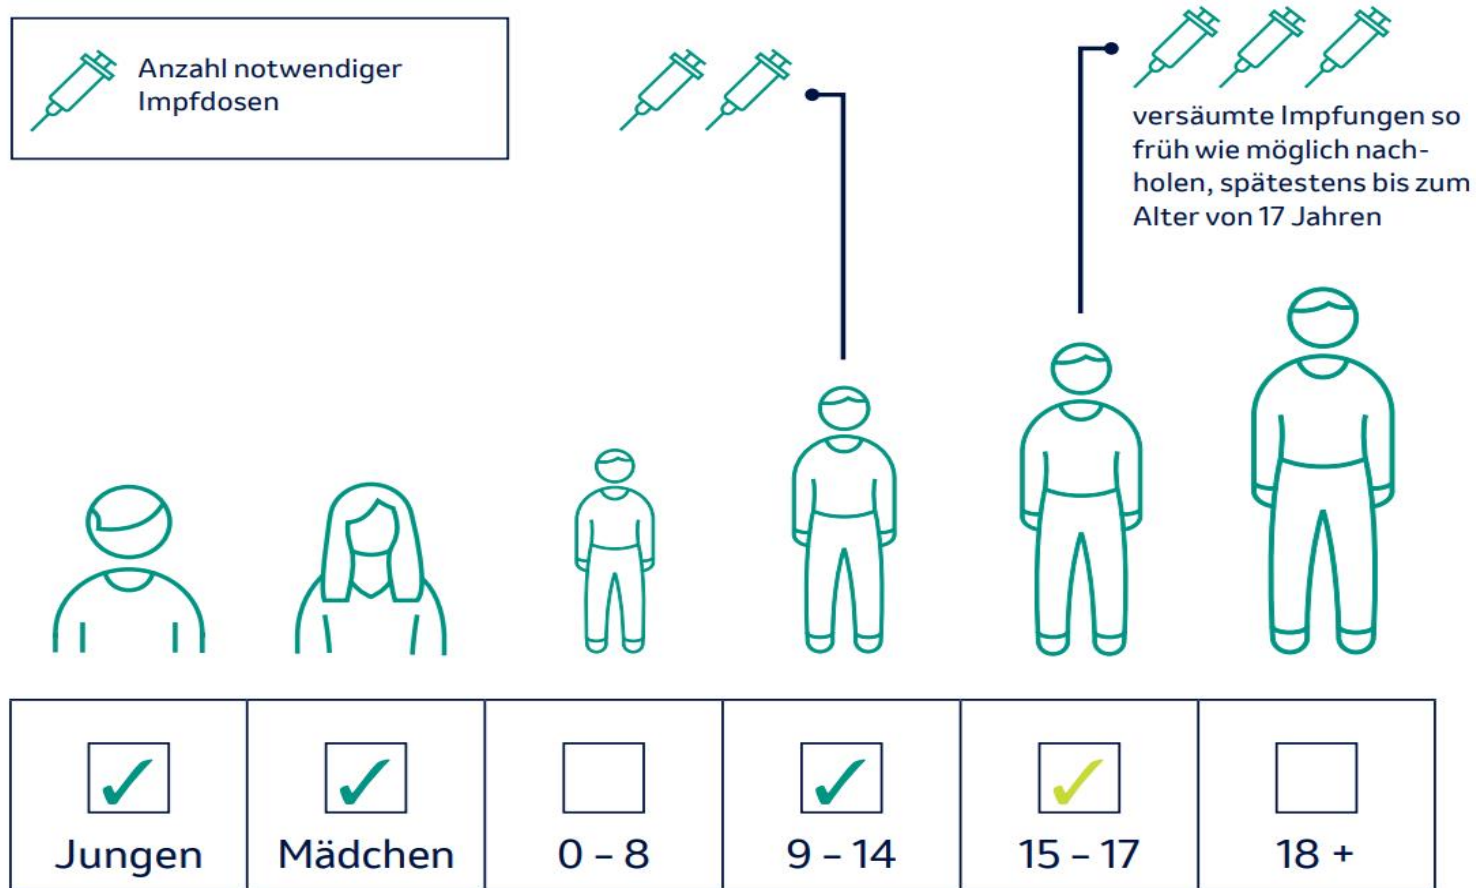 Anzahl notwendiger
Impfdosen
versäumte Impfungen so
früh wie möglich nach-
holen, spätestens bis zum
Alter von 17 Jahren
Jungen
Mädchen
0 – 8
9 – 14
15 – 17
18 +